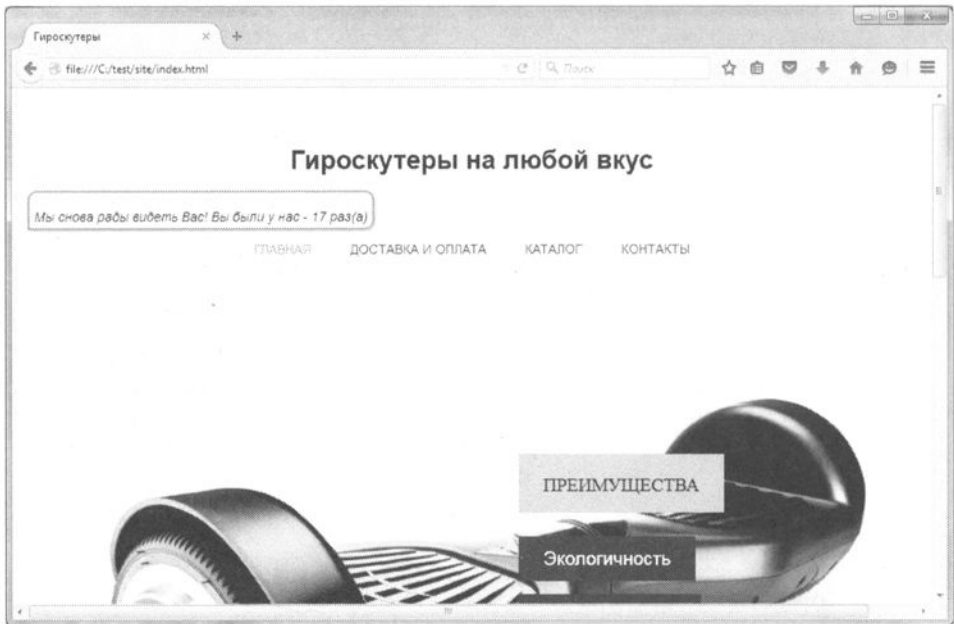 Гироскутеры
file:///C:/test/site/index.html
Поиск
Гироскутеры на любой вкус
Мы снова рады видеть Вас! Вы были у нас - 17 раз(а)
ГЛАВНАЯ ДОСТАВКА И ОПЛАТА КАТАЛОГ КОНТАКТЫ
ПРЕИМУЩЕСТВА
Экологичность